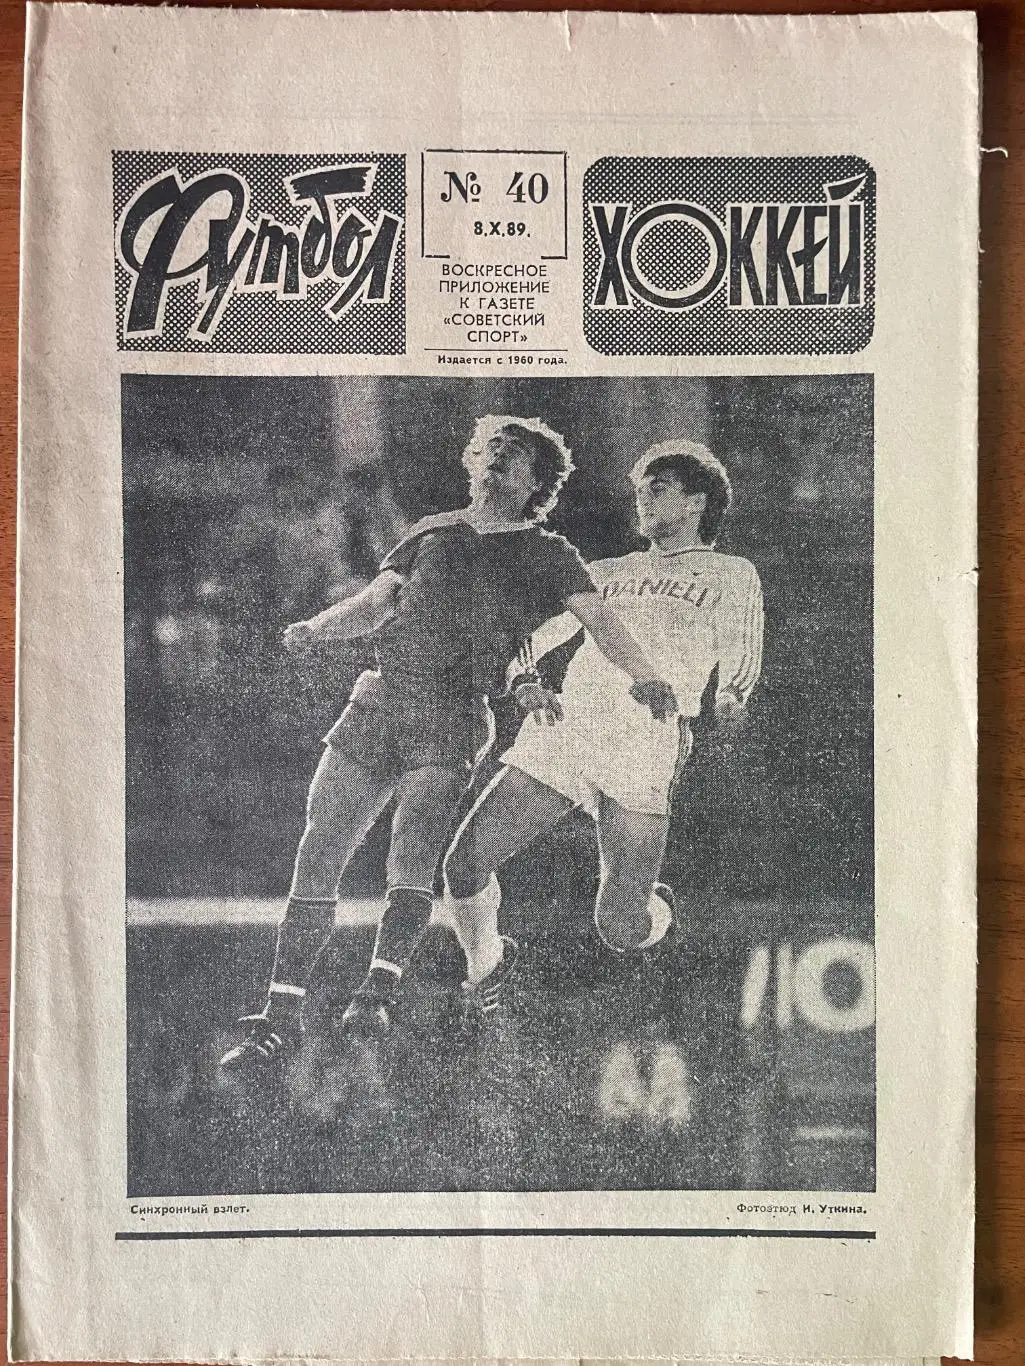 Футбол
№ 40
8.X.89.
ВОСКРЕСНОЕ
ПРИЛОЖЕНИЕ
К ГАЗЕТЕ
«СОВЕТСКИЙ
СПОРТ»
Издается с 1960 года.
ХОККЕЙ
DANIELI
Синхронный взлет.
Фотоэтюд И. Уткина.